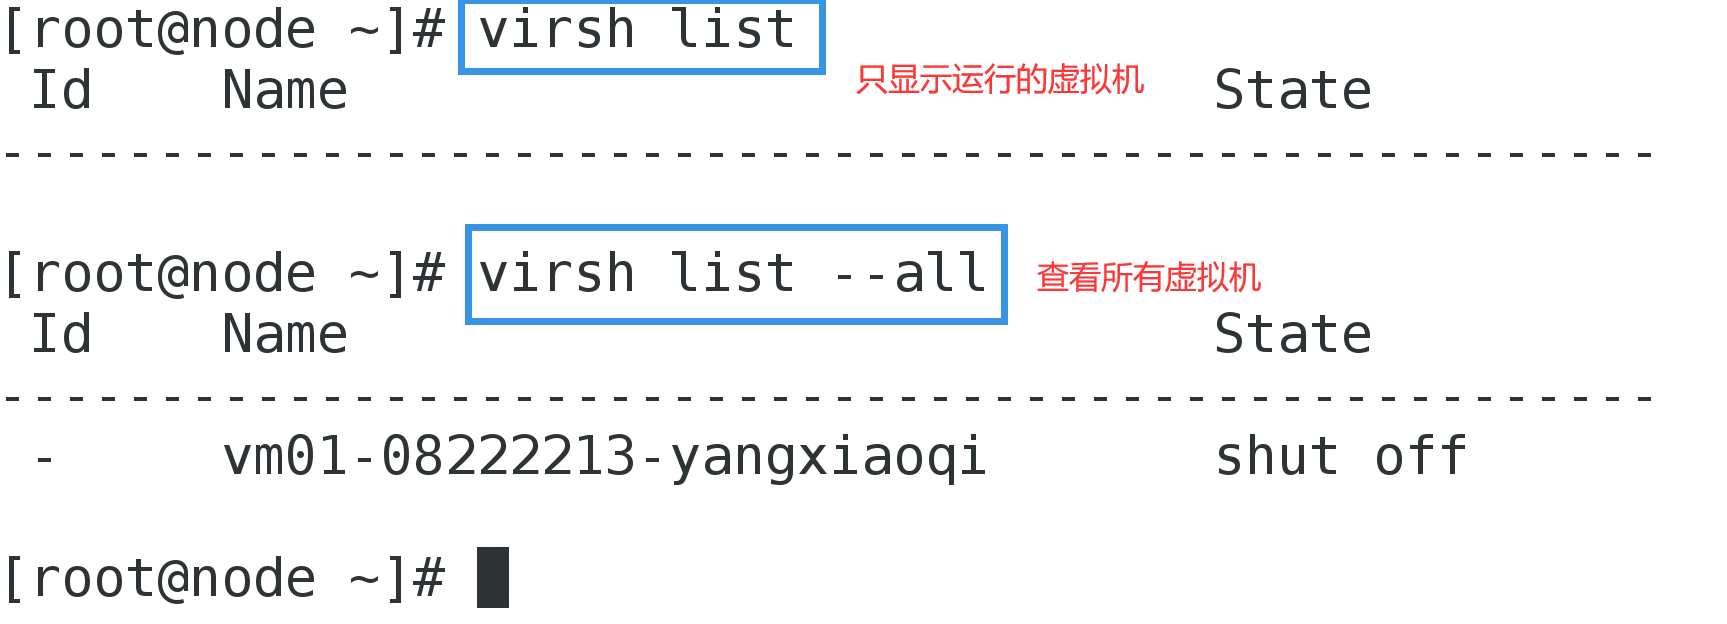 [root@node ~]# virsh list
只显示运行的虚拟机
Id Name State
----------------------------------------------------
[root@node ~]# virsh list --all
查看所有虚拟机
Id Name State
----------------------------------------------------
- vm01-08222213-yangxiaoqi shut off
[root@node ~]#